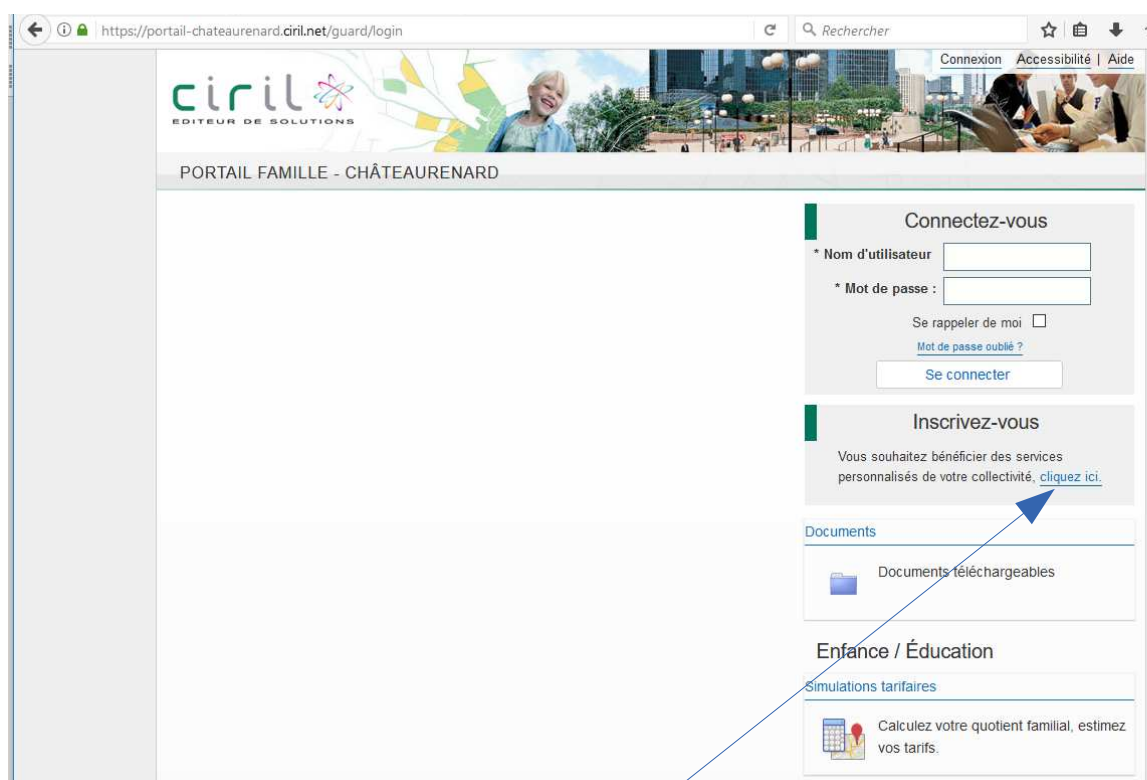 https://portail-chateaurenard.ciril.net/guard/login
Rechercher
Connexion Accessibilité | Aide
ciril
EDITEUR DE SOLUTIONS
PORTAIL FAMILLE - CHÂTEAURENARD
Connectez-vous
* Nom d'utilisateur
* Mot de passe :
Se rappeler de moi
Mot de passe oublié ?
Se connecter
Inscrivez-vous
Vous souhaitez bénéficier des services
personnalisés de votre collectivité, cliquez ici.
Documents
Documents téléchargeables
Enfance / Éducation
Simulations tarifaires
Calculez votre quotient familial, estimez
vos tarifs.